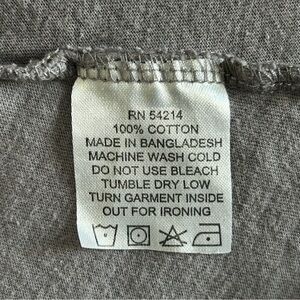 RN 54214
100% COTTON
MADE IN BANGLADESH
MACHINE WASH COLD
DO NOT USE BLEACH
TUMBLE DRY LOW
TURN GARMENT INSIDE
OUT FOR IRONING